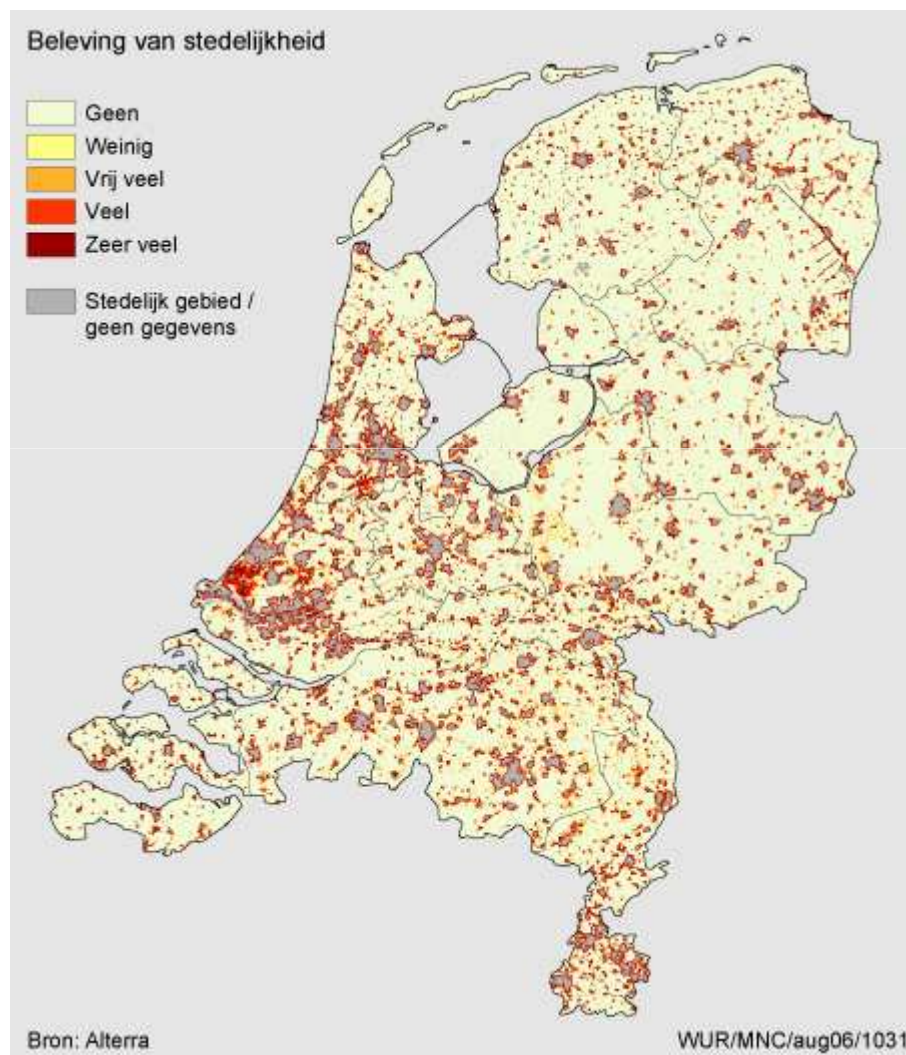 Beleving van stedelijkheid
Geen
Weinig
Vrij veel
Veel
Zeer veel
Stedelijk gebied /
geen gegevens
Bron: Alterra
WUR/MNC/aug06/1031